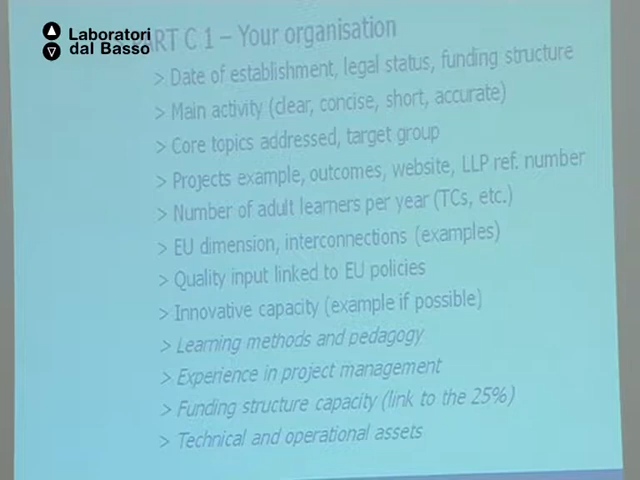 Laboratori
dal Basso
RT C 1 – Your organisation
> Date of establishment, legal status, funding structure
> Main activity (clear, concise, short, accurate)
> Core topics addressed, target group
> Projects example, outcomes, website, LLP ref. number
> Number of adult learners per year (TCs, etc.)
> EU dimension, interconnections (examples)
> Quality input linked to EU policies
> Innovative capacity (example if possible)
> Learning methods and pedagogy
> Experience in project management
> Funding structure capacity (link to the 25%)
> Technical and operational assets